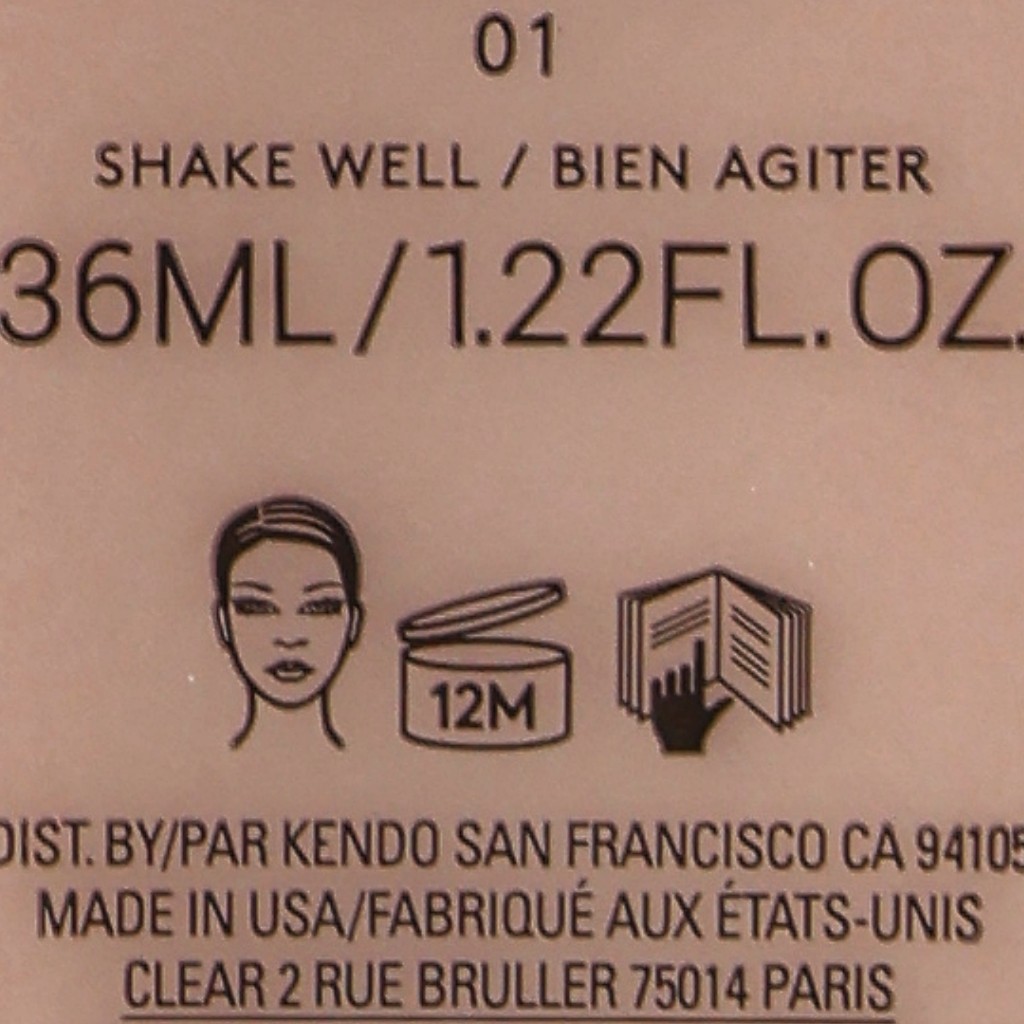 01
SHAKE WELL / BIEN AGITER
36ML/1.22FL.OZ.
12M
DIST. BY/PAR KENDO SAN FRANCISCO CA 94105
MADE IN USA/FABRIQUÉ AUX ÉTATS-UNIS
CLEAR 2 RUE BRULLER 75014 PARIS